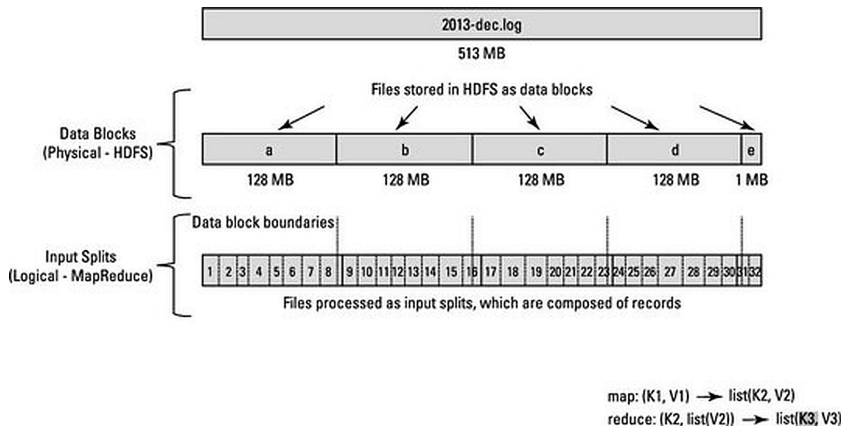 2013-dec.log
513 MB
Files stored in HDFS as data blocks
Data Blocks
(Physical - HDFS)
a b c d e
128 MB 128 MB 128 MB 128 MB 1 MB
Data block boundaries
Input Splits
(Logical - MapReduce)
1 2 3 4 5 6 7 8 9 10 11 12 13 14 15 16 17 18 19 20 21 22 23 24 25 26 27 28 29 30 31 32
Files processed as input splits, which are composed of records
map: (K1, V1) → list(K2, V2)
reduce: (K2, list(V2)) → list(K3, V3)